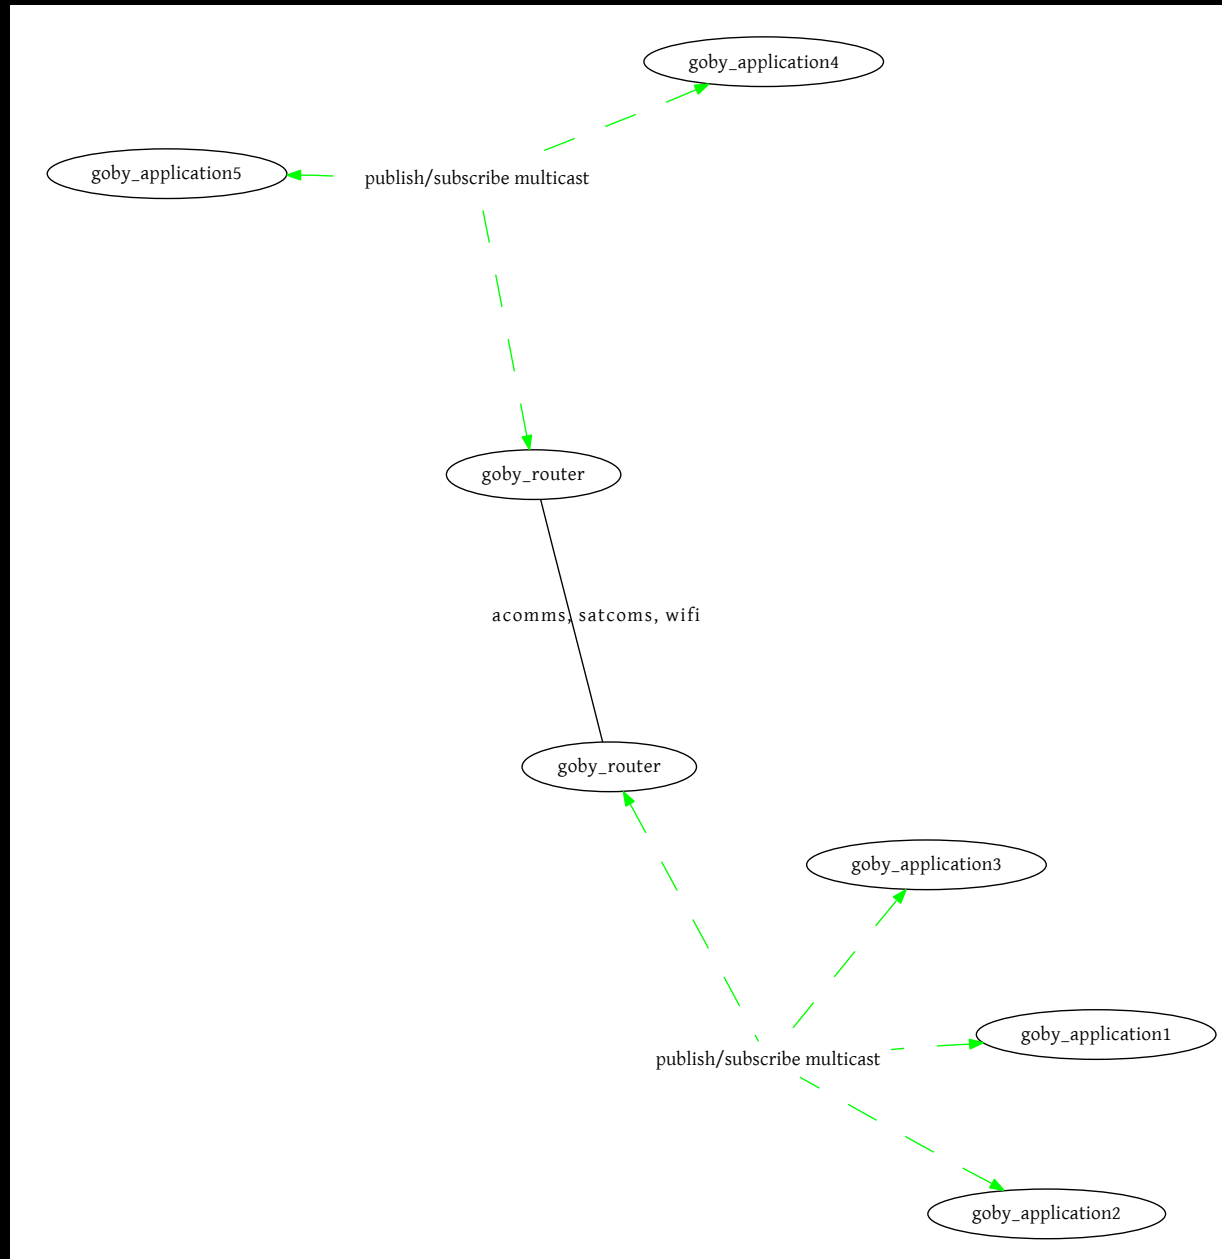 goby_application4
goby_application5
publish/subscribe multicast
goby_router
acomms, satcoms, wifi
goby_router
goby_application3
goby_application1
publish/subscribe multicast
goby_application2